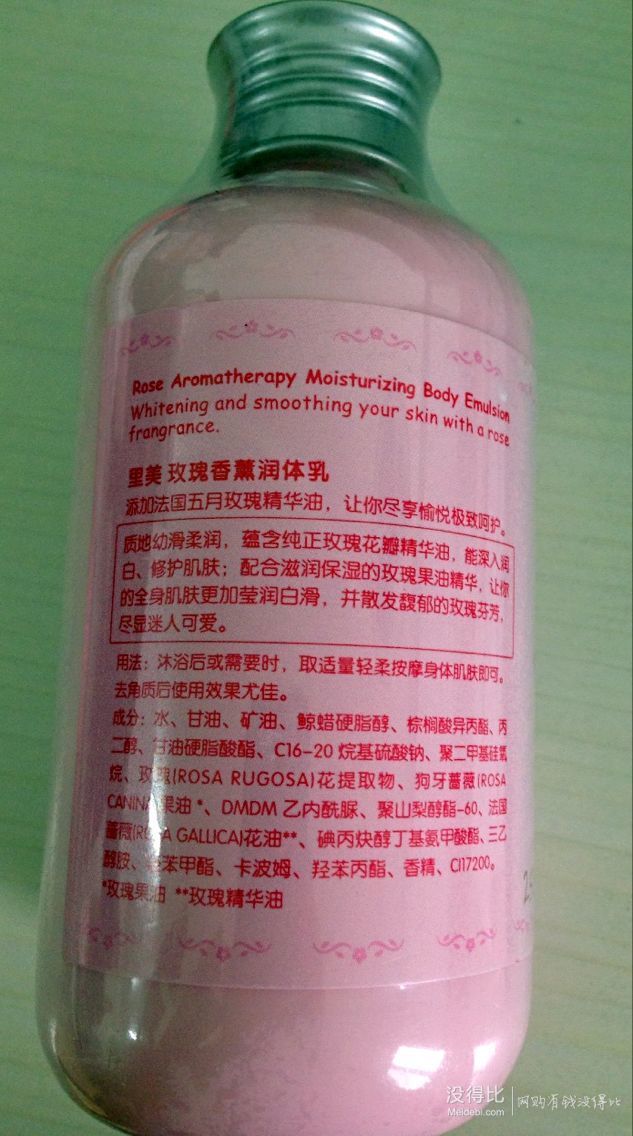 Rose Aromatherapy Moisturizing Body Emulsion
Whitening and smoothing your skin with a rose
frangrance.
里美 玫瑰香薰润体乳
添加法国五月玫瑰精华油，让你尽享愉悦极致呵护。
质地幼滑柔润，蕴含纯正玫瑰花瓣精华油，能深入润
白、修护肌肤；配合滋润保湿的玫瑰果油精华，让你
的全身肌肤更加莹润白滑，并散发馥郁的玫瑰芬芳，
尽显迷人可爱。
用法：沐浴后或需要时，取适量轻柔按摩身体肌肤即可。
去角质后使用效果尤佳。
成分：水、甘油、矿油、鲸蜡硬脂醇、棕榈酸异丙酯、丙
二醇、甘油硬脂酸酯、C16-20 烷基硫酸钠、聚二甲基硅氧
烷、玫瑰(ROSA RUGOSA)花提取物、狗牙蔷薇(ROSA
CANINA)果油*、DMDM 乙内酰脲、聚山梨醇酯-60、法国
蔷薇(ROSA GALLICA)花油**、碘丙炔醇丁基氨甲酸酯、三乙
醇胺、羟苯甲酯、卡波姆、羟苯丙酯、香精、CI17200。
*玫瑰果油 **玫瑰精华油
没得比 网购有钱没得比
Meidebi.com